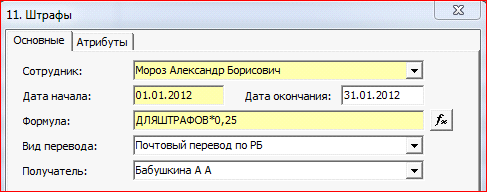 11. Штрафы
Основные Атрибуты
Сотрудник: Мороз Александр Борисович
Дата начала: 01.01.2012 Дата окончания: 31.01.2012
Формула: ДЛЯШТРАФОВ*0,25 fx
Вид перевода: Почтовый перевод по РБ
Получатель: Бабушкина А А